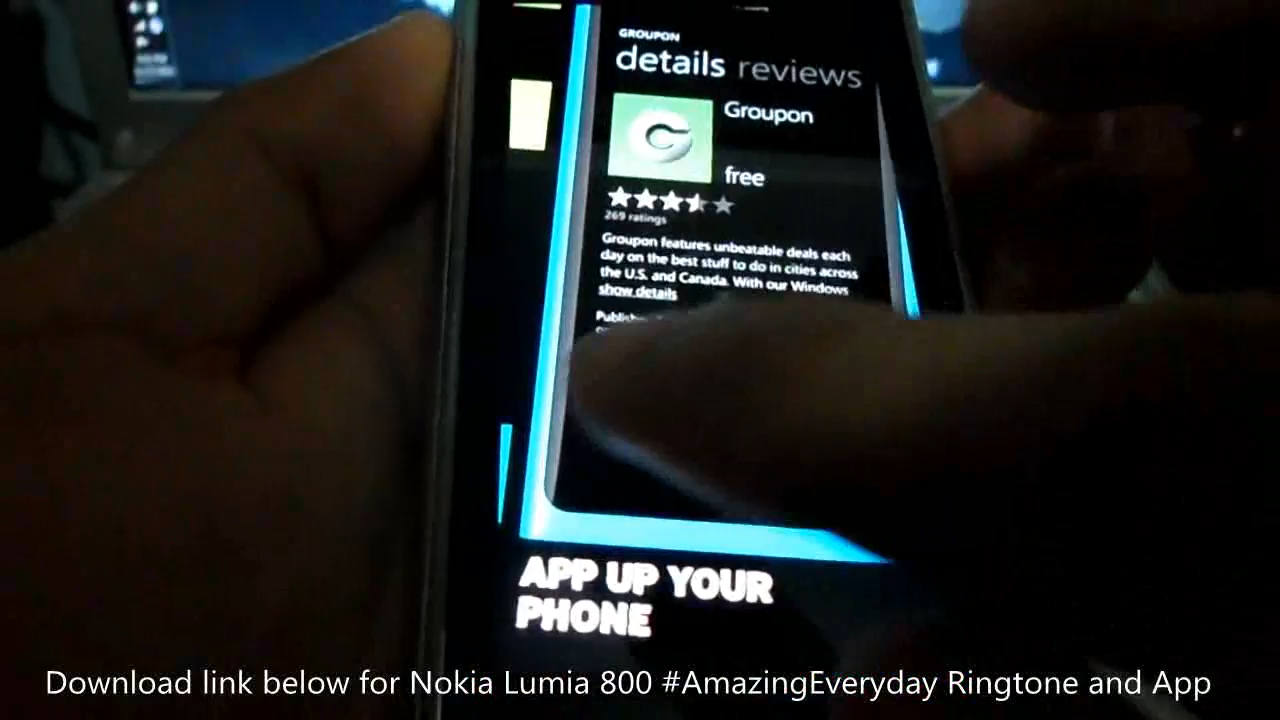 GROUPON
details reviews
Groupon
free
269 ratings
Groupon features unbeatable deals each
day on the best stuff to do in cities across
the U.S. and Canada. With our Windows
show details
APP UP YOUR
PHONE
Download link below for Nokia Lumia 800 #AmazingEveryday Ringtone and App